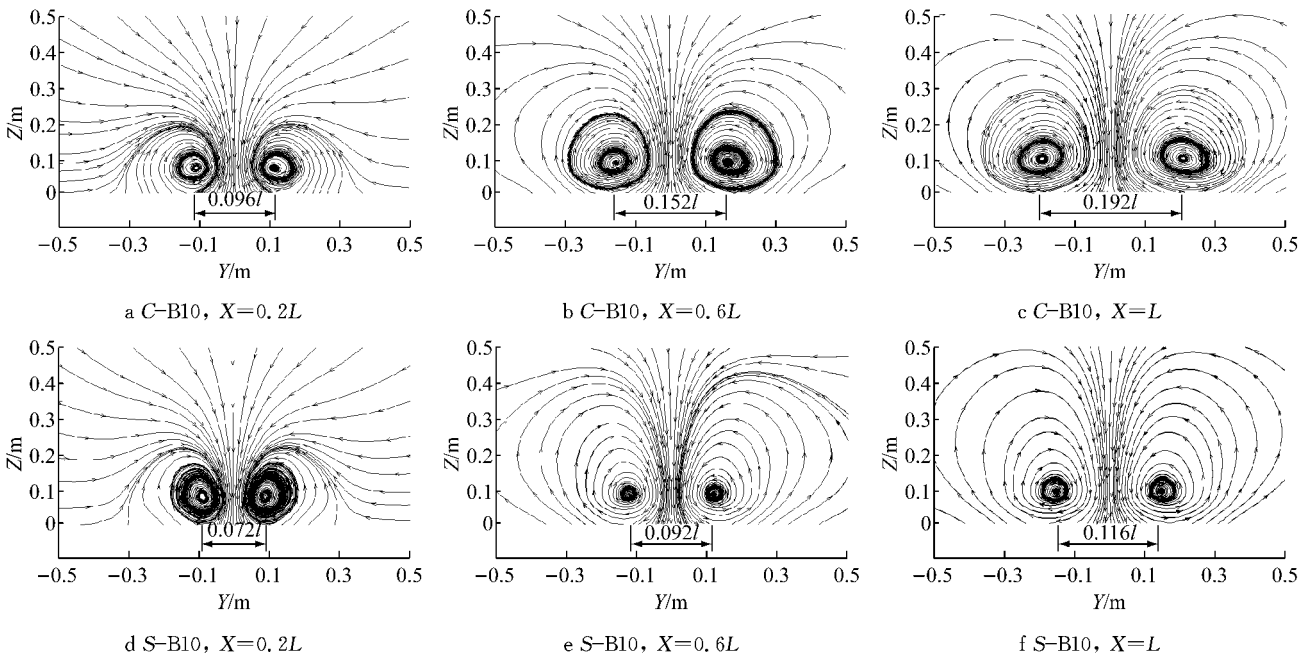 0.5 0.5 0.5
0.4 0.4 0.4
0.3 0.3 0.3
Z/m Z/m Z/m
0.2 0.2 0.2
0.1 0.1 0.1
0 0 0
0.096l 0.152l 0.192l
−0.5 −0.3 −0.1 0.1 0.3 0.5 −0.5 −0.3 −0.1 0.1 0.3 0.5 −0.5 −0.3 −0.1 0.1 0.3 0.5
Y/m Y/m Y/m
a C-B10, X=0.2L b C-B10, X=0.6L c C-B10, X=L
0.5 0.5 0.5
0.4 0.4 0.4
0.3 0.3 0.3
Z/m Z/m Z/m
0.2 0.2 0.2
0.1 0.1 0.1
0 0 0
0.072l 0.092l 0.116l
−0.5 −0.3 −0.1 0.1 0.3 0.5 −0.5 −0.3 −0.1 0.1 0.3 0.5 −0.5 −0.3 −0.1 0.1 0.3 0.5
Y/m Y/m Y/m
d S-B10, X=0.2L e S-B10, X=0.6L f S-B10, X=L